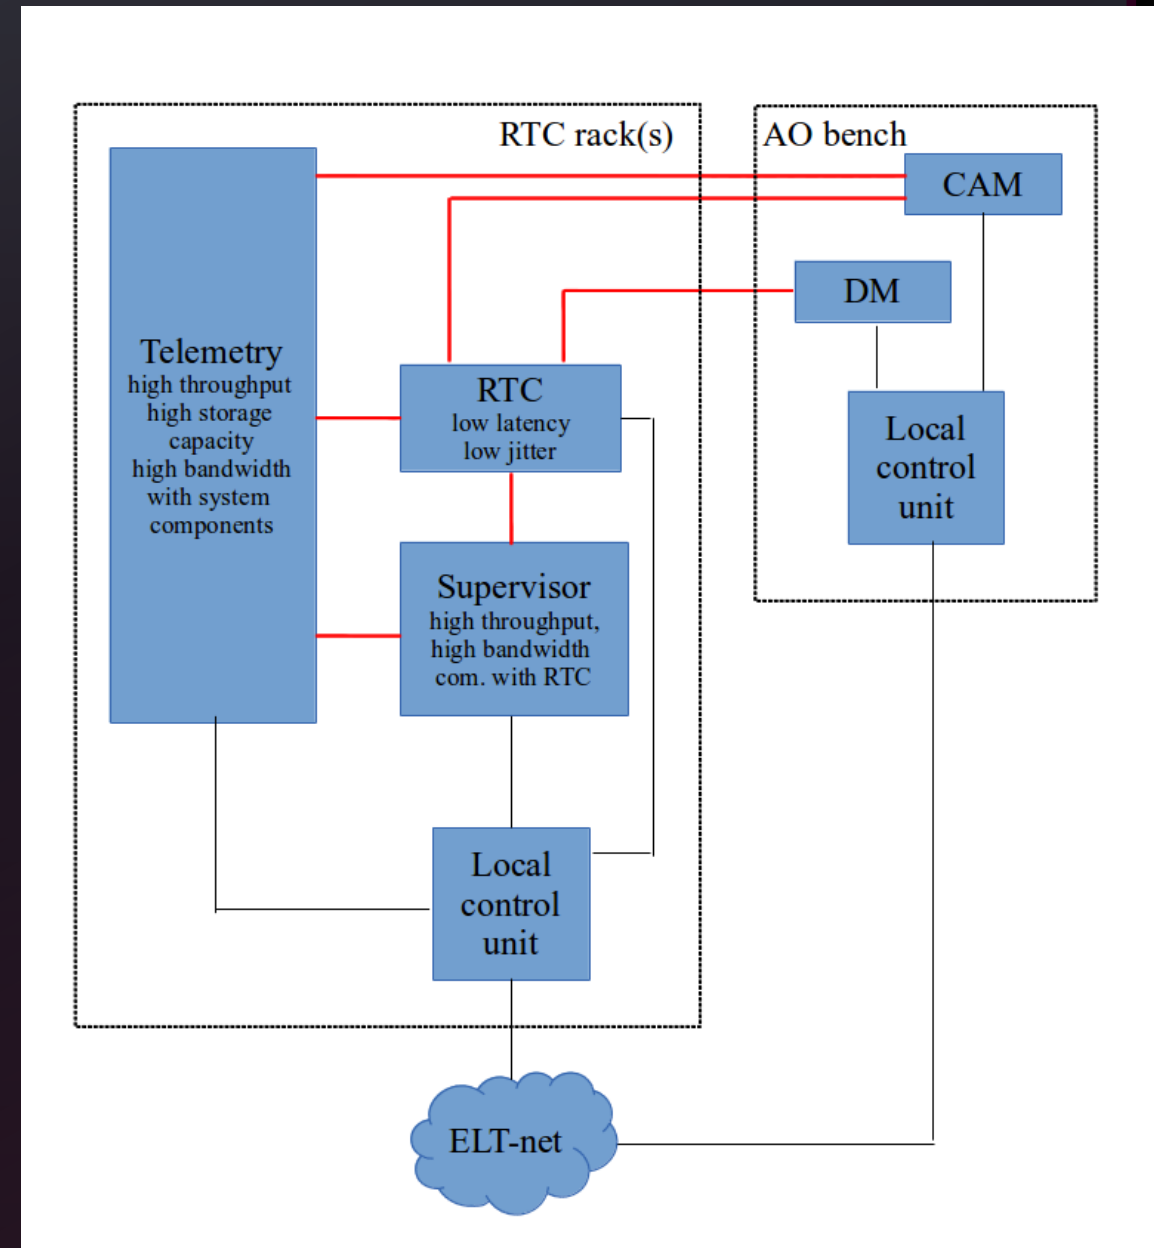 RTC rack(s)
AO bench
CAM
DM
Telemetry
high throughput
high storage
capacity
high bandwidth
with system
components
RTC
low latency
low jitter
Local
control
unit
Supervisor
high throughput,
high bandwidth
com. with RTC
Local
control
unit
ELT-net